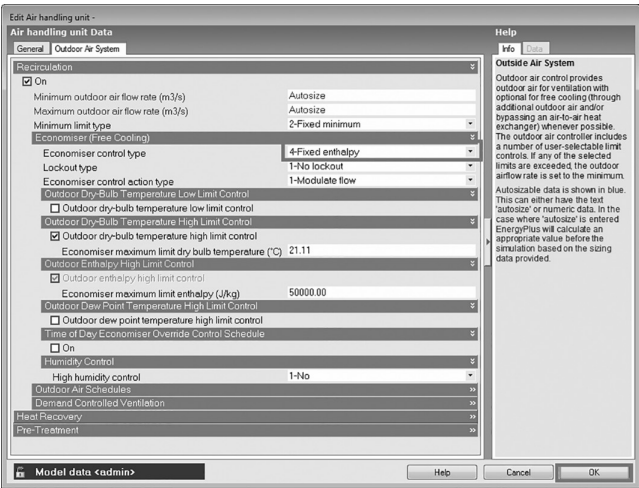 Edit Air handling unit -
Air handling unit Data
General Outdoor Air System
Recirculation
On
Minimum outdoor air flow rate (m3/s) Autosize
Maximum outdoor air flow rate (m3/s) Autosize
Minimum limit type 2-Fixed minimum
Economiser (Free Cooling)
Economiser control type 4-Fixed enthalpy
Lockout type 1-No lockout
Economiser control action type 1-Modulate flow
Outdoor Dry-Bulb Temperature Low Limit Control
Outdoor dry-bulb temperature low limit control
Outdoor Dry-Bulb Temperature High Limit Control
Outdoor dry-bulb temperature high limit control
Economiser maximum limit dry bulb temperature (°C) 21.11
Outdoor Enthalpy High Limit Control
Outdoor enthalpy high limit control
Economiser maximum limit enthalpy (J/kg) 50000.00
Outdoor Dew Point Temperature High Limit Control
Outdoor dew point temperature high limit control
Time of Day Economiser Override Control Schedule
On
Humidity Control
High humidity control 1-No
Outdoor Air Schedules
Demand Controlled Ventilation
Heat Recovery
Pre-Treatment
Help
Info Data
Outside Air System
Outdoor air control provides
outdoor air for ventilation with
optional for free cooling (through
additional outdoor air and/or
bypassing an air-to-air heat
exchanger) whenever possible.
The outdoor air controller includes
a number of user-selectable limit
controls. If any of the selected
limits are exceeded, the outdoor
airflow rate is set to the minimum.
Autosizable data is shown in blue.
This can either have the text
'autosize' or numeric data. In the
case where 'autosize' is entered
EnergyPlus will calculate an
appropriate value before the
simulation based on the sizing
data provided.
Model data <admin>
Help Cancel OK